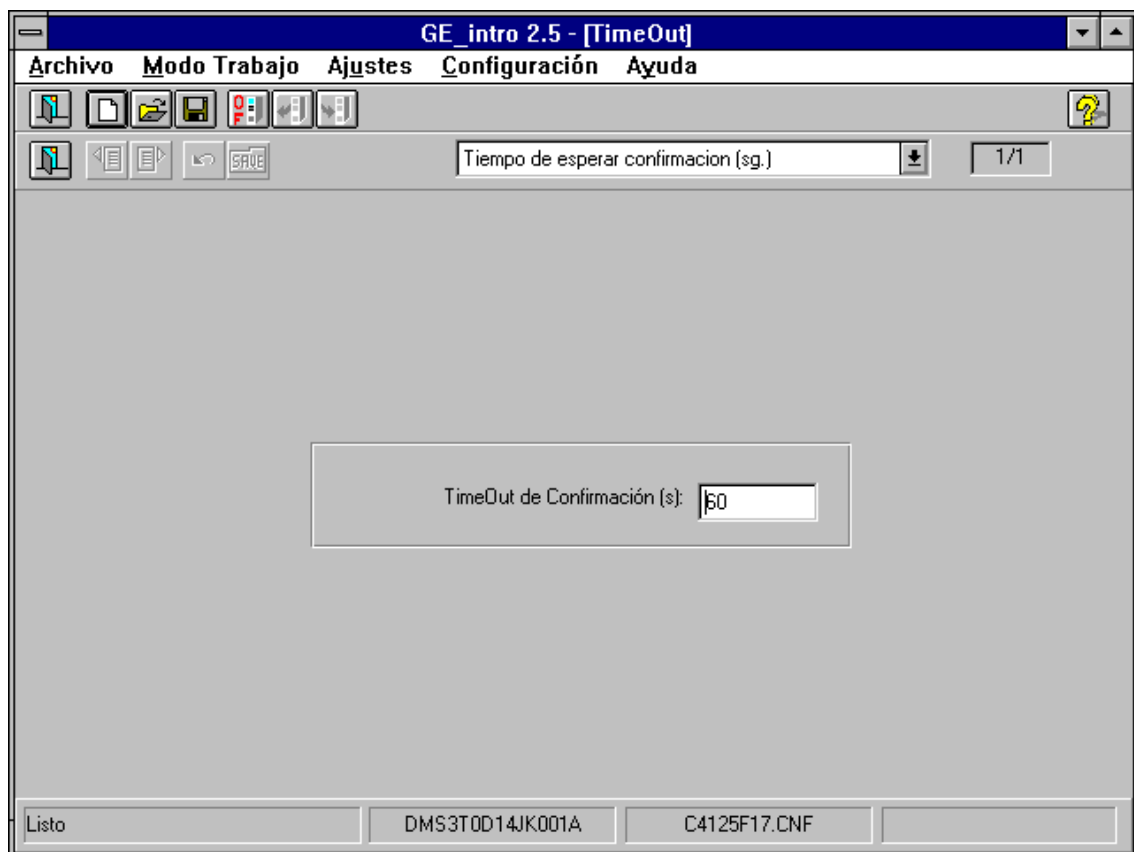 GE_intro 2.5 - [TimeOut]
Archivo Modo Trabajo Ajustes Configuración Ayuda
SAVE Tiempo de esperar confirmacion (sg.) 1/1
TimeOut de Confirmación (s): 60
Listo DMS3T0D14JK001A C4125F17.CNF